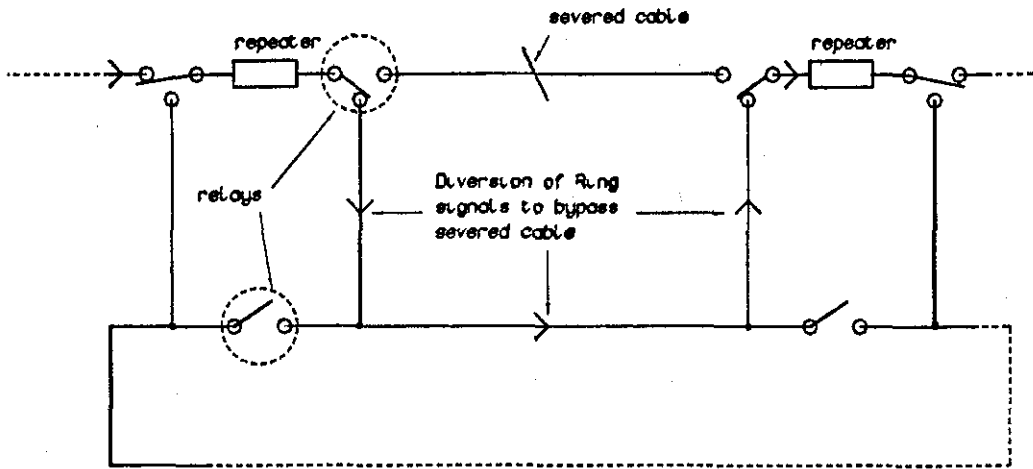 severed cable
repeater
repeater
relays
Diversion of Ring
signals to bypass
severed cable